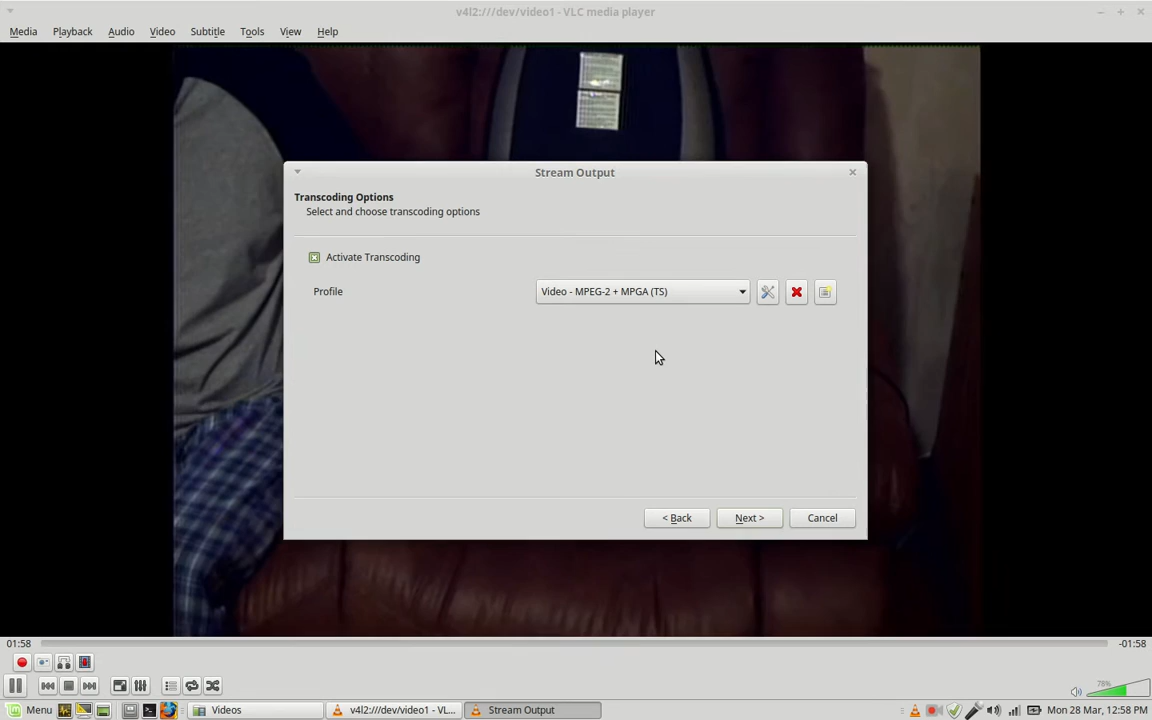 v4l2:///dev/video1 - VLC media player
Media Playback Audio Video Subtitle Tools View Help
Stream Output
Transcoding Options
Select and choose transcoding options
Activate Transcoding
Profile
Video - MPEG-2 + MPGA (TS)
< Back
Next >
Cancel
01:58
-01:58
78%
Menu
Videos
v4l2:///dev/video1 - VL...
Stream Output
Mon 28 Mar, 12:58 PM